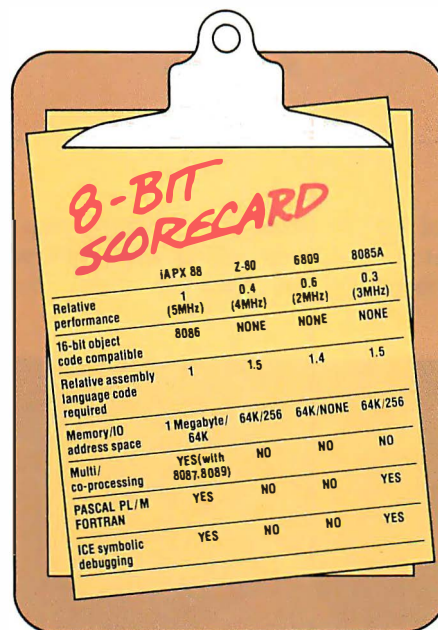 8-BIT
SCORECARD
iAPX 88 Z-80 6809 8085A
Relative performance 1 (5MHz) 0.4 (4MHz) 0.6 (2MHz) 0.3 (3MHz)
16-bit object code compatible 8086 NONE NONE NONE
Relative assembly language code required 1 1.5 1.4 1.5
Memory/IO address space 1 Megabyte/ 64K 64K/256 64K/NONE 64K/256
Multi/ co-processing YES(with 8087,8089) NO NO NO
PASCAL PL/M FORTRAN YES NO NO YES
ICE symbolic debugging YES NO NO YES